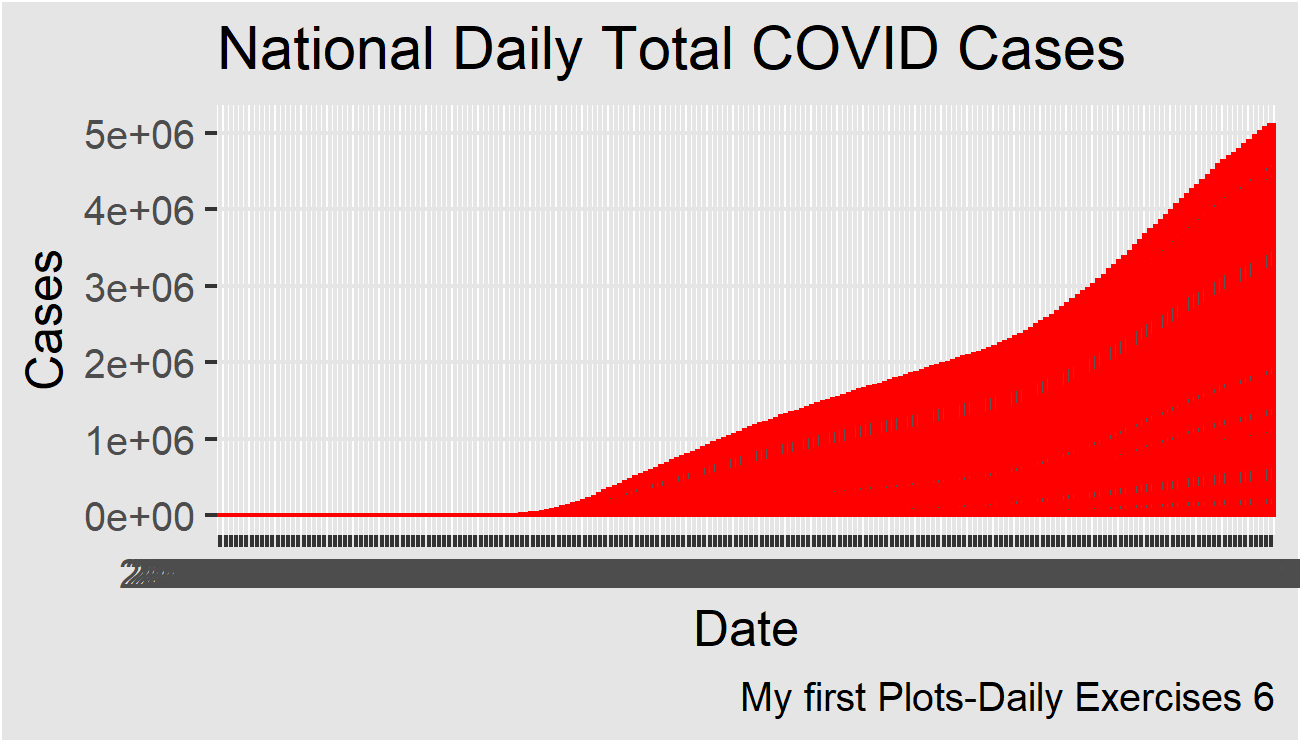 National Daily Total COVID Cases
5e+06
4e+06
3e+06
2e+06
1e+06
0e+00
Cases
Date
My first Plots-Daily Exercises 6